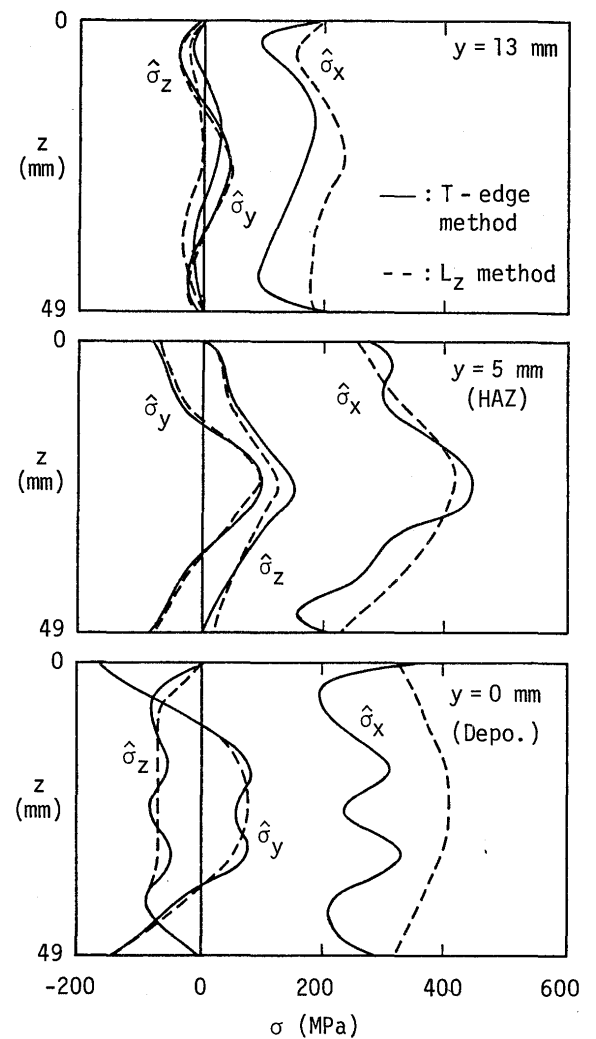 0
y = 13 mm
σ̂z
σ̂x
z
(mm)
σ̂y
— : T - edge
method
-- : Lz method
49
0
y = 5 mm
(HAZ)
σ̂y
σ̂x
z
(mm)
σ̂z
49
0
y = 0 mm
(Depo.)
σ̂x
σ̂z
z
(mm)
σ̂y
49
-200 0 200 400 600
σ (MPa)